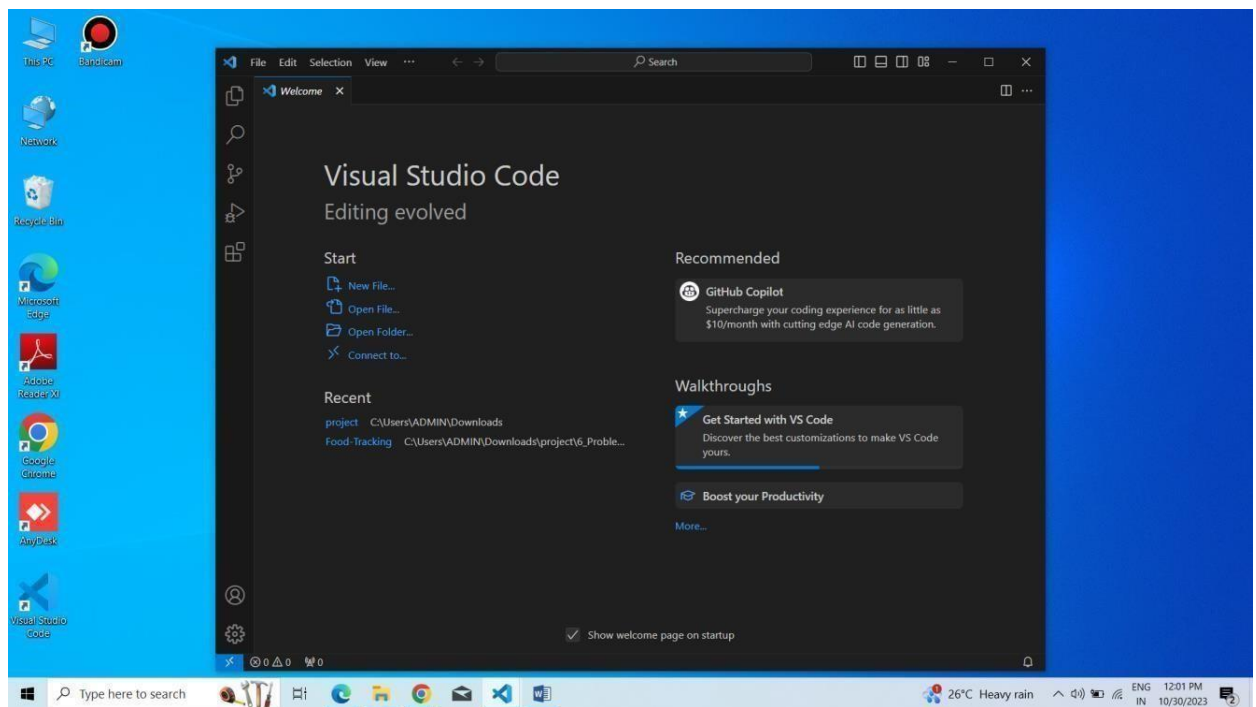 This PC
Bandicam
Network
Recycle Bin
Microsoft
Edge
Adobe
Reader XI
Google
Chrome
AnyDesk
Visual Studio
Code
File Edit Selection View ··· Search
Welcome
Visual Studio Code
Editing evolved
Start
New File...
Open File...
Open Folder...
Connect to...
Recent
project C:\Users\ADMIN\Downloads
Food-Tracking C:\Users\ADMIN\Downloads\project\6_Proble...
Recommended
GitHub Copilot
Supercharge your coding experience for as little as
$10/month with cutting edge AI code generation.
Walkthroughs
Get Started with VS Code
Discover the best customizations to make VS Code
yours.
Boost your Productivity
More...
Show welcome page on startup
0 0 0
Type here to search
26°C Heavy rain
ENG
IN
12:01 PM
10/30/2023
2